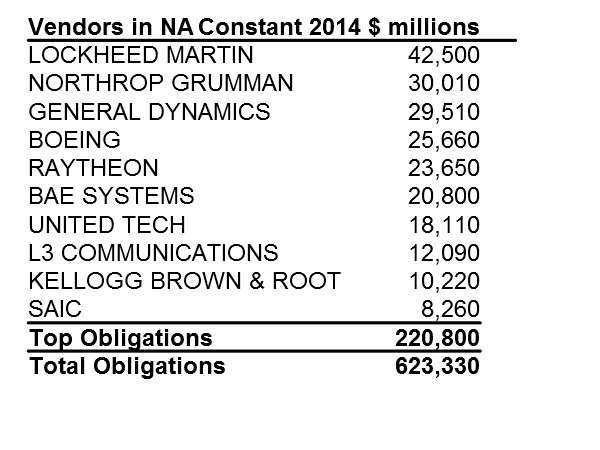 Vendors in NA Constant 2014 $ millions
LOCKHEED MARTIN 42,500
NORTHROP GRUMMAN 30,010
GENERAL DYNAMICS 29,510
BOEING 25,660
RAYTHEON 23,650
BAE SYSTEMS 20,800
UNITED TECH 18,110
L3 COMMUNICATIONS 12,090
KELLOGG BROWN & ROOT 10,220
SAIC 8,260
Top Obligations 220,800
Total Obligations 623,330